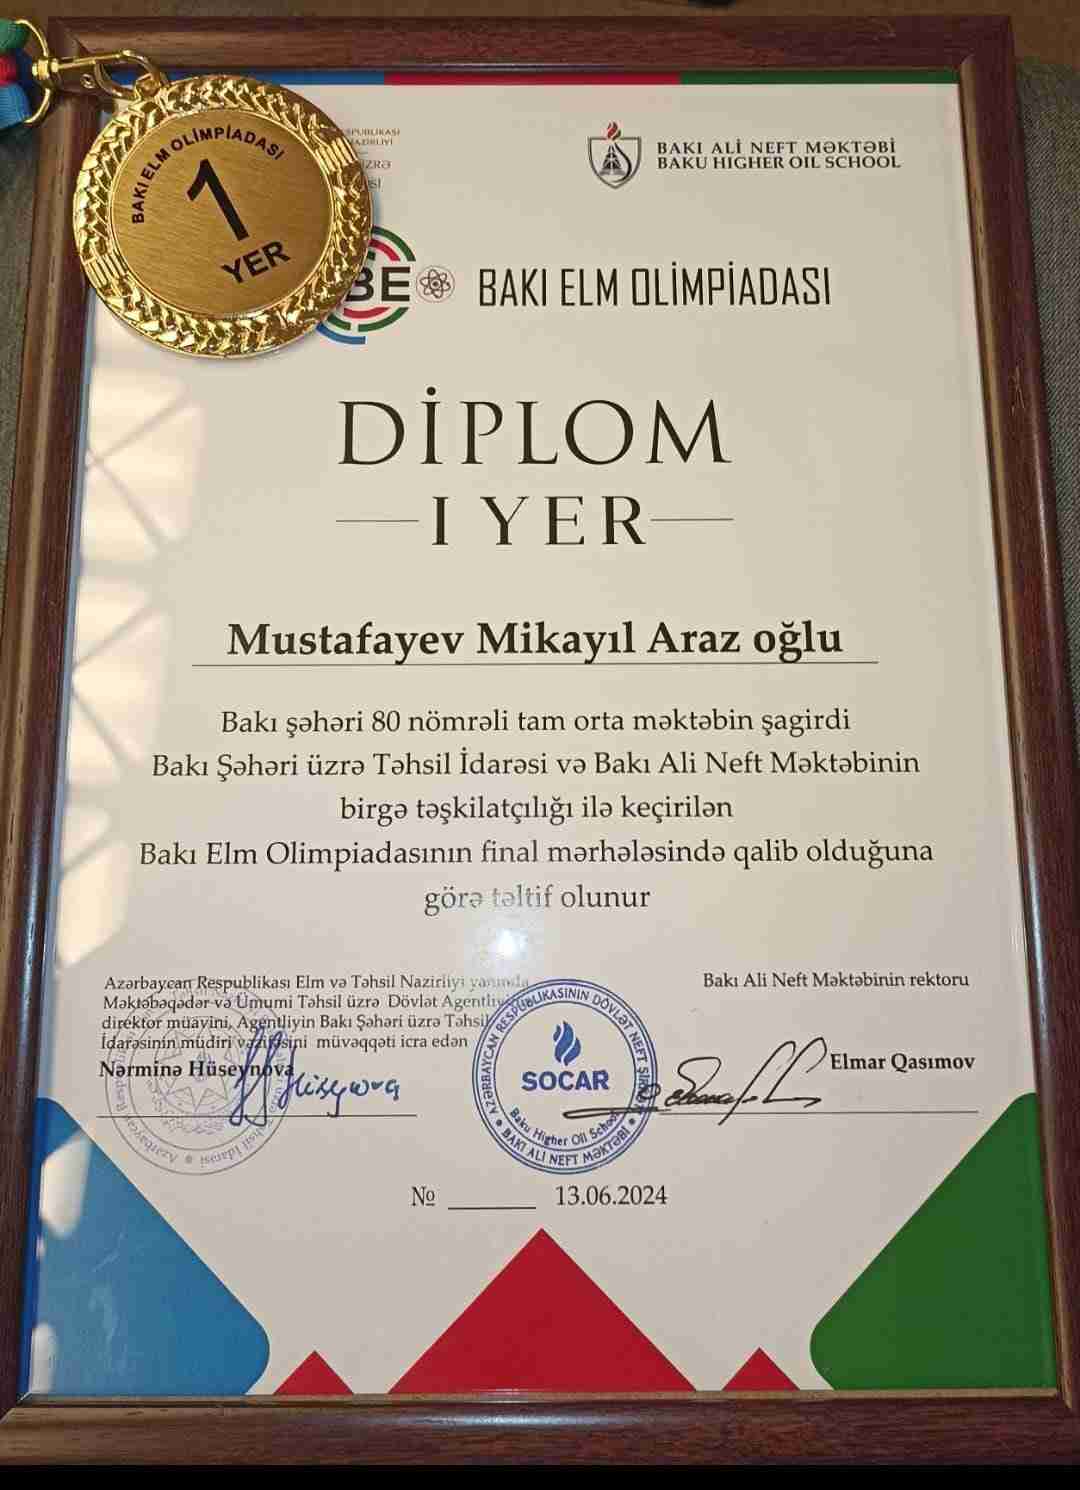 BAKI ELM OLİMPİADASI
1
YER
BAKI ALİ NEFT MƏKTƏBİ
BAKU HIGHER OIL SCHOOL
BE
BAKI ELM OLİMPİADASI
DİPLOM
I YER
Mustafayev Mikayıl Araz oğlu
Bakı şəhəri 80 nömrəli tam orta məktəbin şagirdi
Bakı Şəhəri üzrə Təhsil İdarəsi və Bakı Ali Neft Məktəbinin
birgə təşkilatçılığı ilə keçirilən
Bakı Elm Olimpiadasının final mərhələsində qalib olduğuna
görə təltif olunur
Azərbaycan Respublikası Elm və Təhsil Nazirliyi yanında
Məktəbəqədər və Ümumi Təhsil üzrə Dövlət Agentliyi
direktor müavini, Agentliyin Bakı Şəhəri üzrə Təhsil
İdarəsinin müdiri vəzifəsini müvəqqəti icra edən
Nərminə Hüseynova
Bakı Ali Neft Məktəbinin rektoru
Elmar Qasımov
AZƏRBAYCAN RESPUBLİKASININ DÖVLƏT NEFT ŞİRKƏTİ
SOCAR
Baku Higher Oil School
BAKI ALI NEFT MƏKTƏBİ
№
13.06.2024